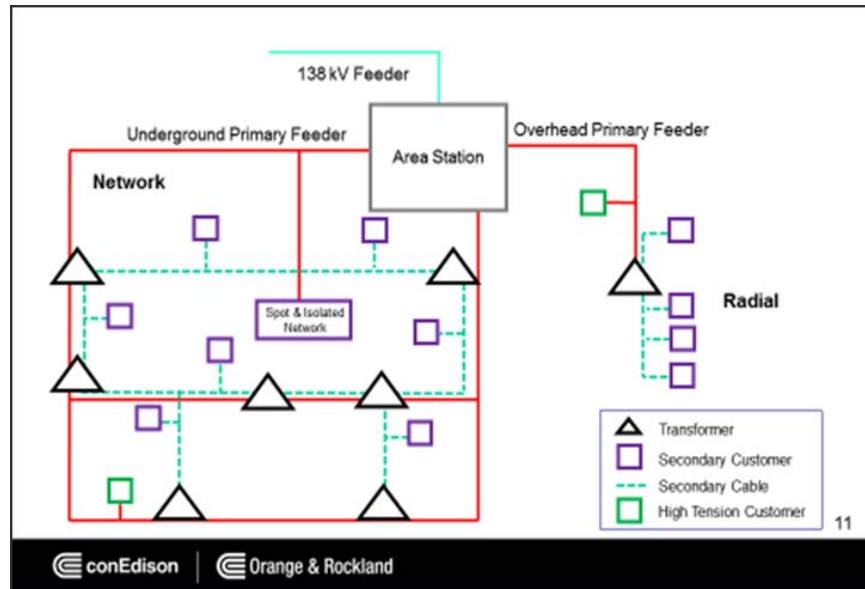 138 kV Feeder
Underground Primary Feeder
Overhead Primary Feeder
Area Station
Network
Spot & Isolated
Network
Radial
Transformer
Secondary Customer
Secondary Cable
High Tension Customer
11
conEdison
Orange & Rockland